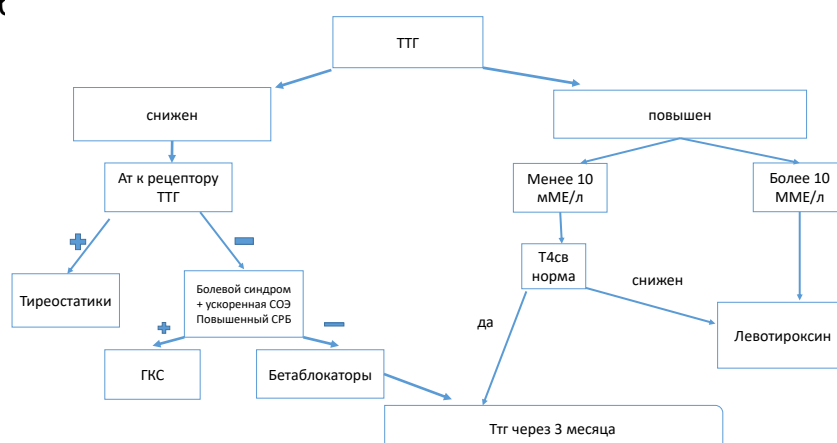 ТТГ
снижен
повышен
Ат к рецептору
ТТГ
Менее 10
мМЕ/л
Более 10
ММЕ/л
Т4св
норма
снижен
Тиреостатики
Болевой синдром
+ ускоренная СОЭ
Повышенный СРБ
да
Левотироксин
ГКС
Бетаблокаторы
Ттг через 3 месяца